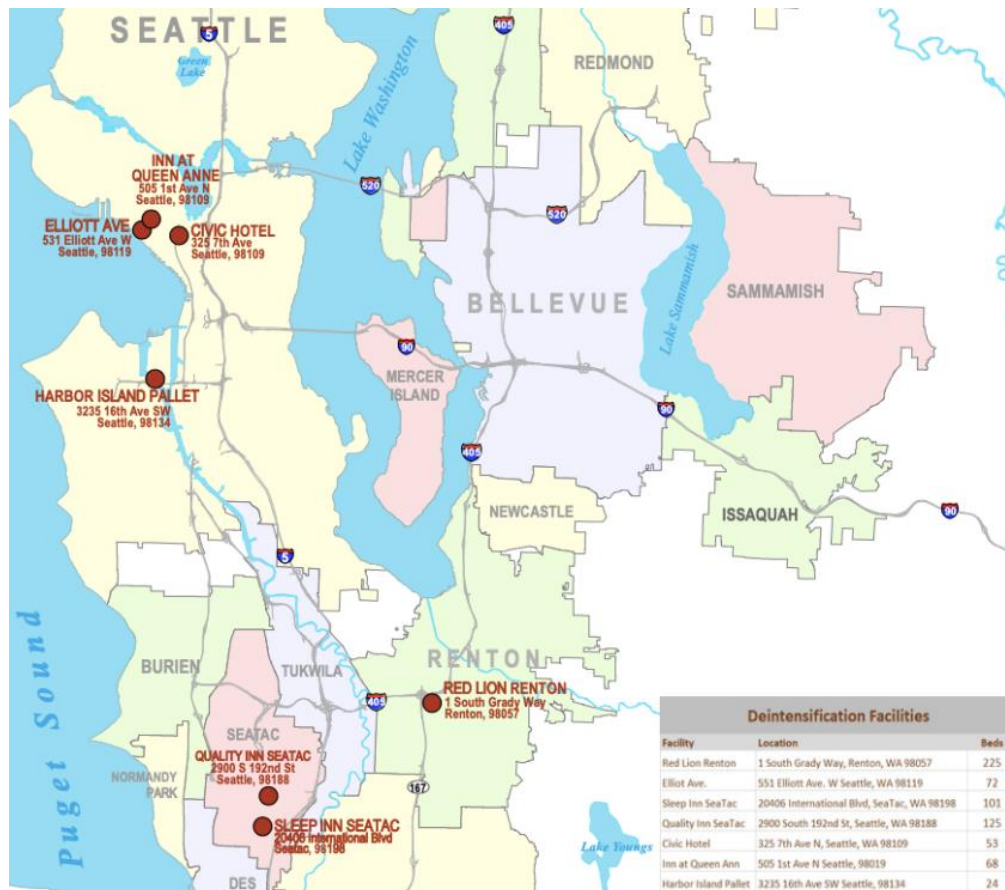 SEATTLE
5
405
Green
Lake
REDMOND
Lake Washington
INN AT
QUEEN ANNE
505 1st Ave N
Seattle, 98109
520
520
ELLIOTT AVE
531 Elliott Ave W
Seattle, 98119
CIVIC HOTEL
325 7th Ave
Seattle, 98109
BELLEVUE
Lake Sammamish
SAMMAMISH
90
MERCER
ISLAND
HARBOR ISLAND PALLET
3235 16th Ave SW
Seattle, 98134
90
405
NEWCASTLE
ISSAQUAH
90
5
Puget Sound
BURIEN
TUKWILA
RENTON
405
RED LION RENTON
1 South Grady Way
Renton, 98057
SEATAC
QUALITY INN SEATAC
2900 S 192nd St
Seattle, 98188
NORMANDY
PARK
167
SLEEP INN SEATAC
20406 International Blvd
Seatac, 98198
Lake Youngs
DES
Deintensification Facilities
Facility Location Beds
Red Lion Renton 1 South Grady Way, Renton, WA 98057 225
Elliot Ave. 551 Elliott Ave. W Seattle, WA 98119 72
Sleep Inn SeaTac 20406 International Blvd, SeaTac, WA 98198 101
Quality Inn SeaTac 2900 South 192nd St, Seattle, WA 98188 125
Civic Hotel 325 7th Ave N, Seattle, WA 98109 53
Inn at Queen Ann 505 1st Ave N Seattle, 98019 68
Harbor Island Pallet 3235 16th Ave SW Seattle, 98134 24